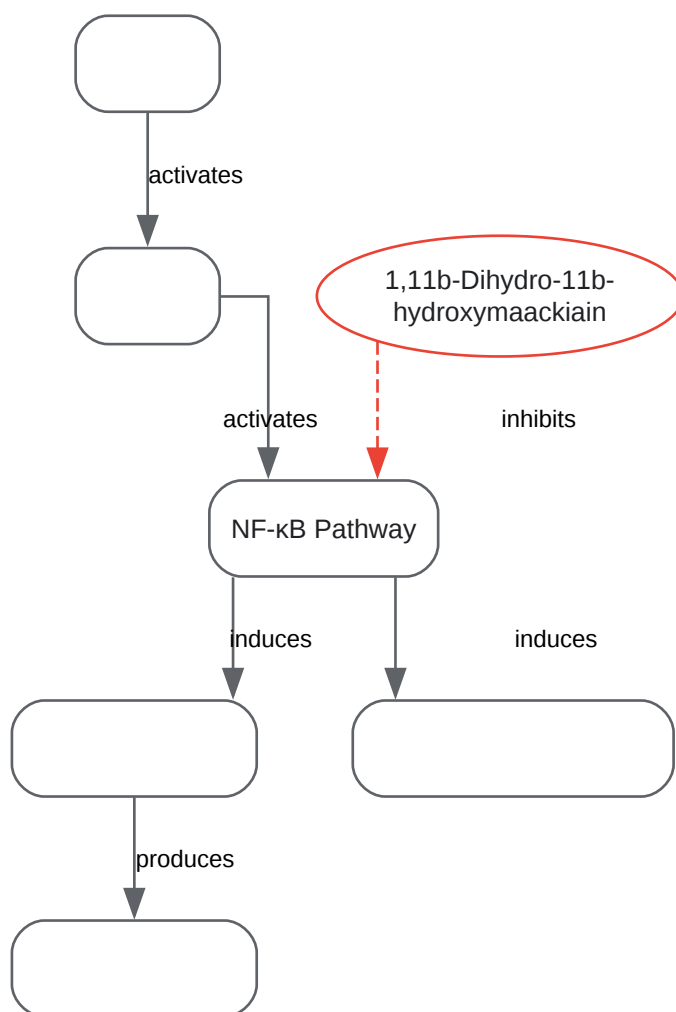 activates
1,11b-Dihydro-11b-
hydroxymaackiain
activates
inhibits
NF-κB Pathway
induces
induces
produces